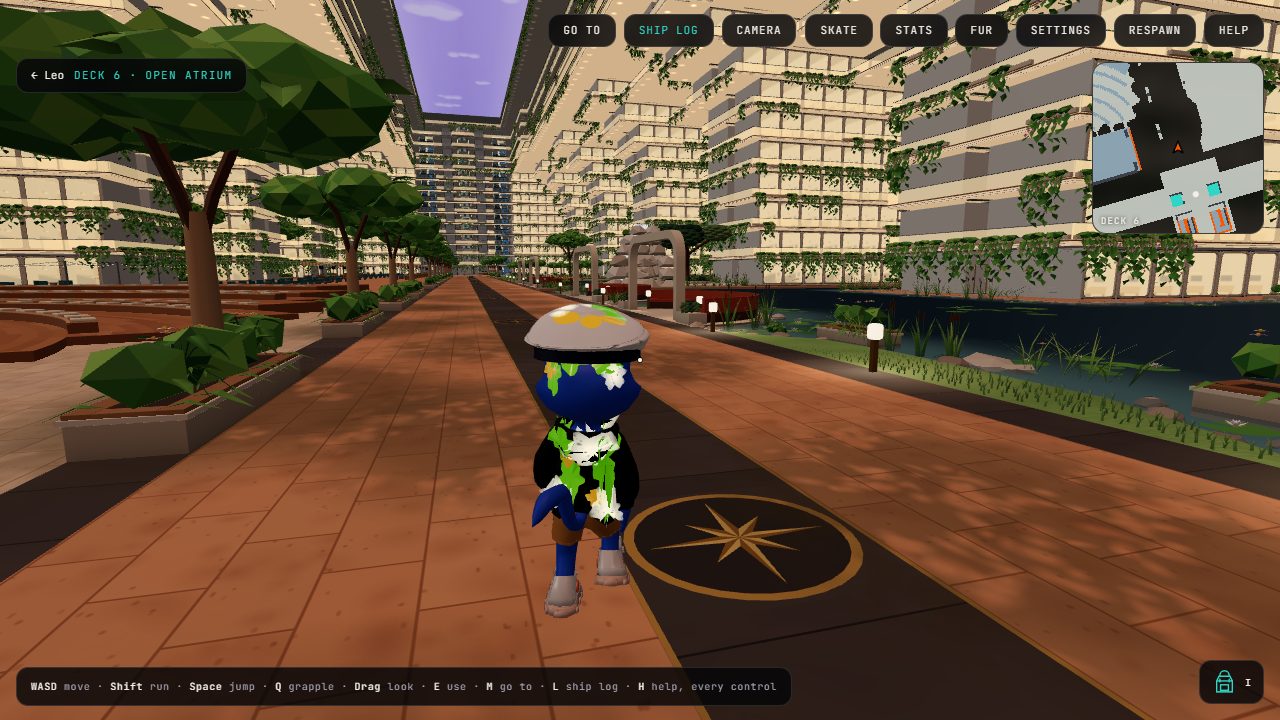 GO TO
SHIP LOG
CAMERA
SKATE
STATS
FUR
SETTINGS
RESPAWN
HELP
← Leo DECK 6 · OPEN ATRIUM
DECK 6
WASD move · Shift run · Space jump · Q grapple · Drag look · E use · M go to · L ship log · H help, every control
I